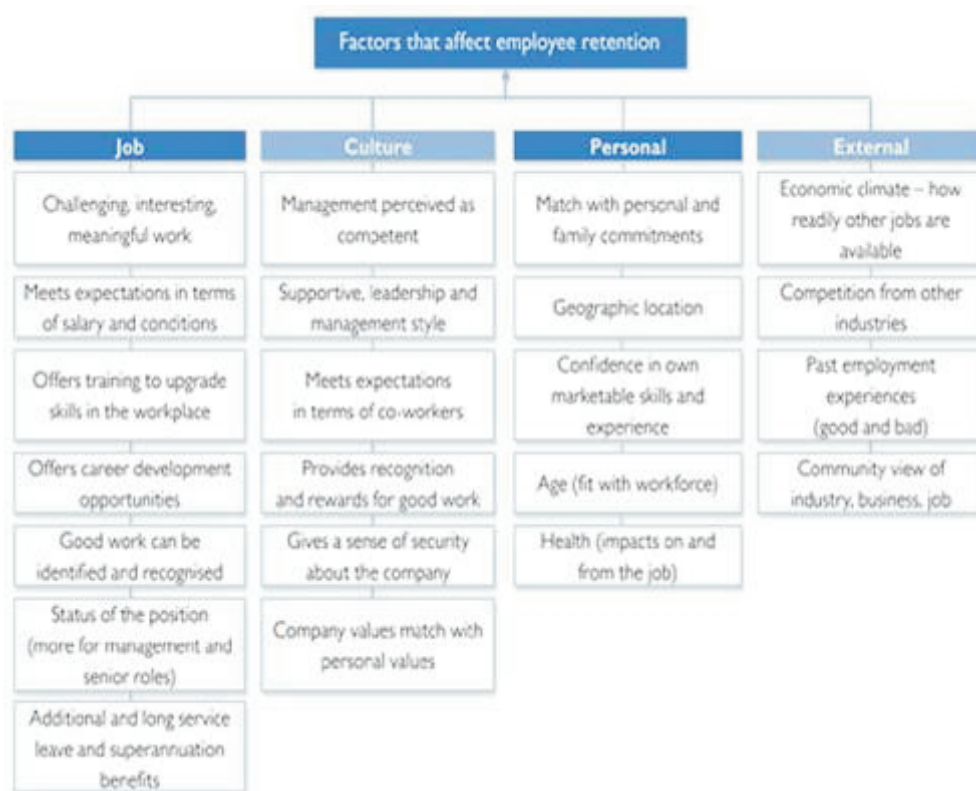 Factors that affect employee retention
Job
Challenging, interesting,
meaningful work
Meets expectations in terms
of salary and conditions
Offers training to upgrade
skills in the workplace
Offers career development
opportunities
Good work can be
identified and recognised
Status of the position
(more for management and
senior roles)
Additional and long service
leave and superannuation
benefits
Culture
Management perceived as
competent
Supportive, leadership and
management style
Meets expectations
in terms of co-workers
Provides recognition
and rewards for good work
Gives a sense of security
about the company
Company values match with
personal values
Personal
Match with personal and
family commitments
Geographic location
Confidence in own
marketable skills and
experience
Age (fit with workforce)
Health (impacts on and
from the job)
External
Economic climate – how
readily other jobs are
available
Competition from other
industries
Past employment
experiences
(good and bad)
Community view of
industry, business, job